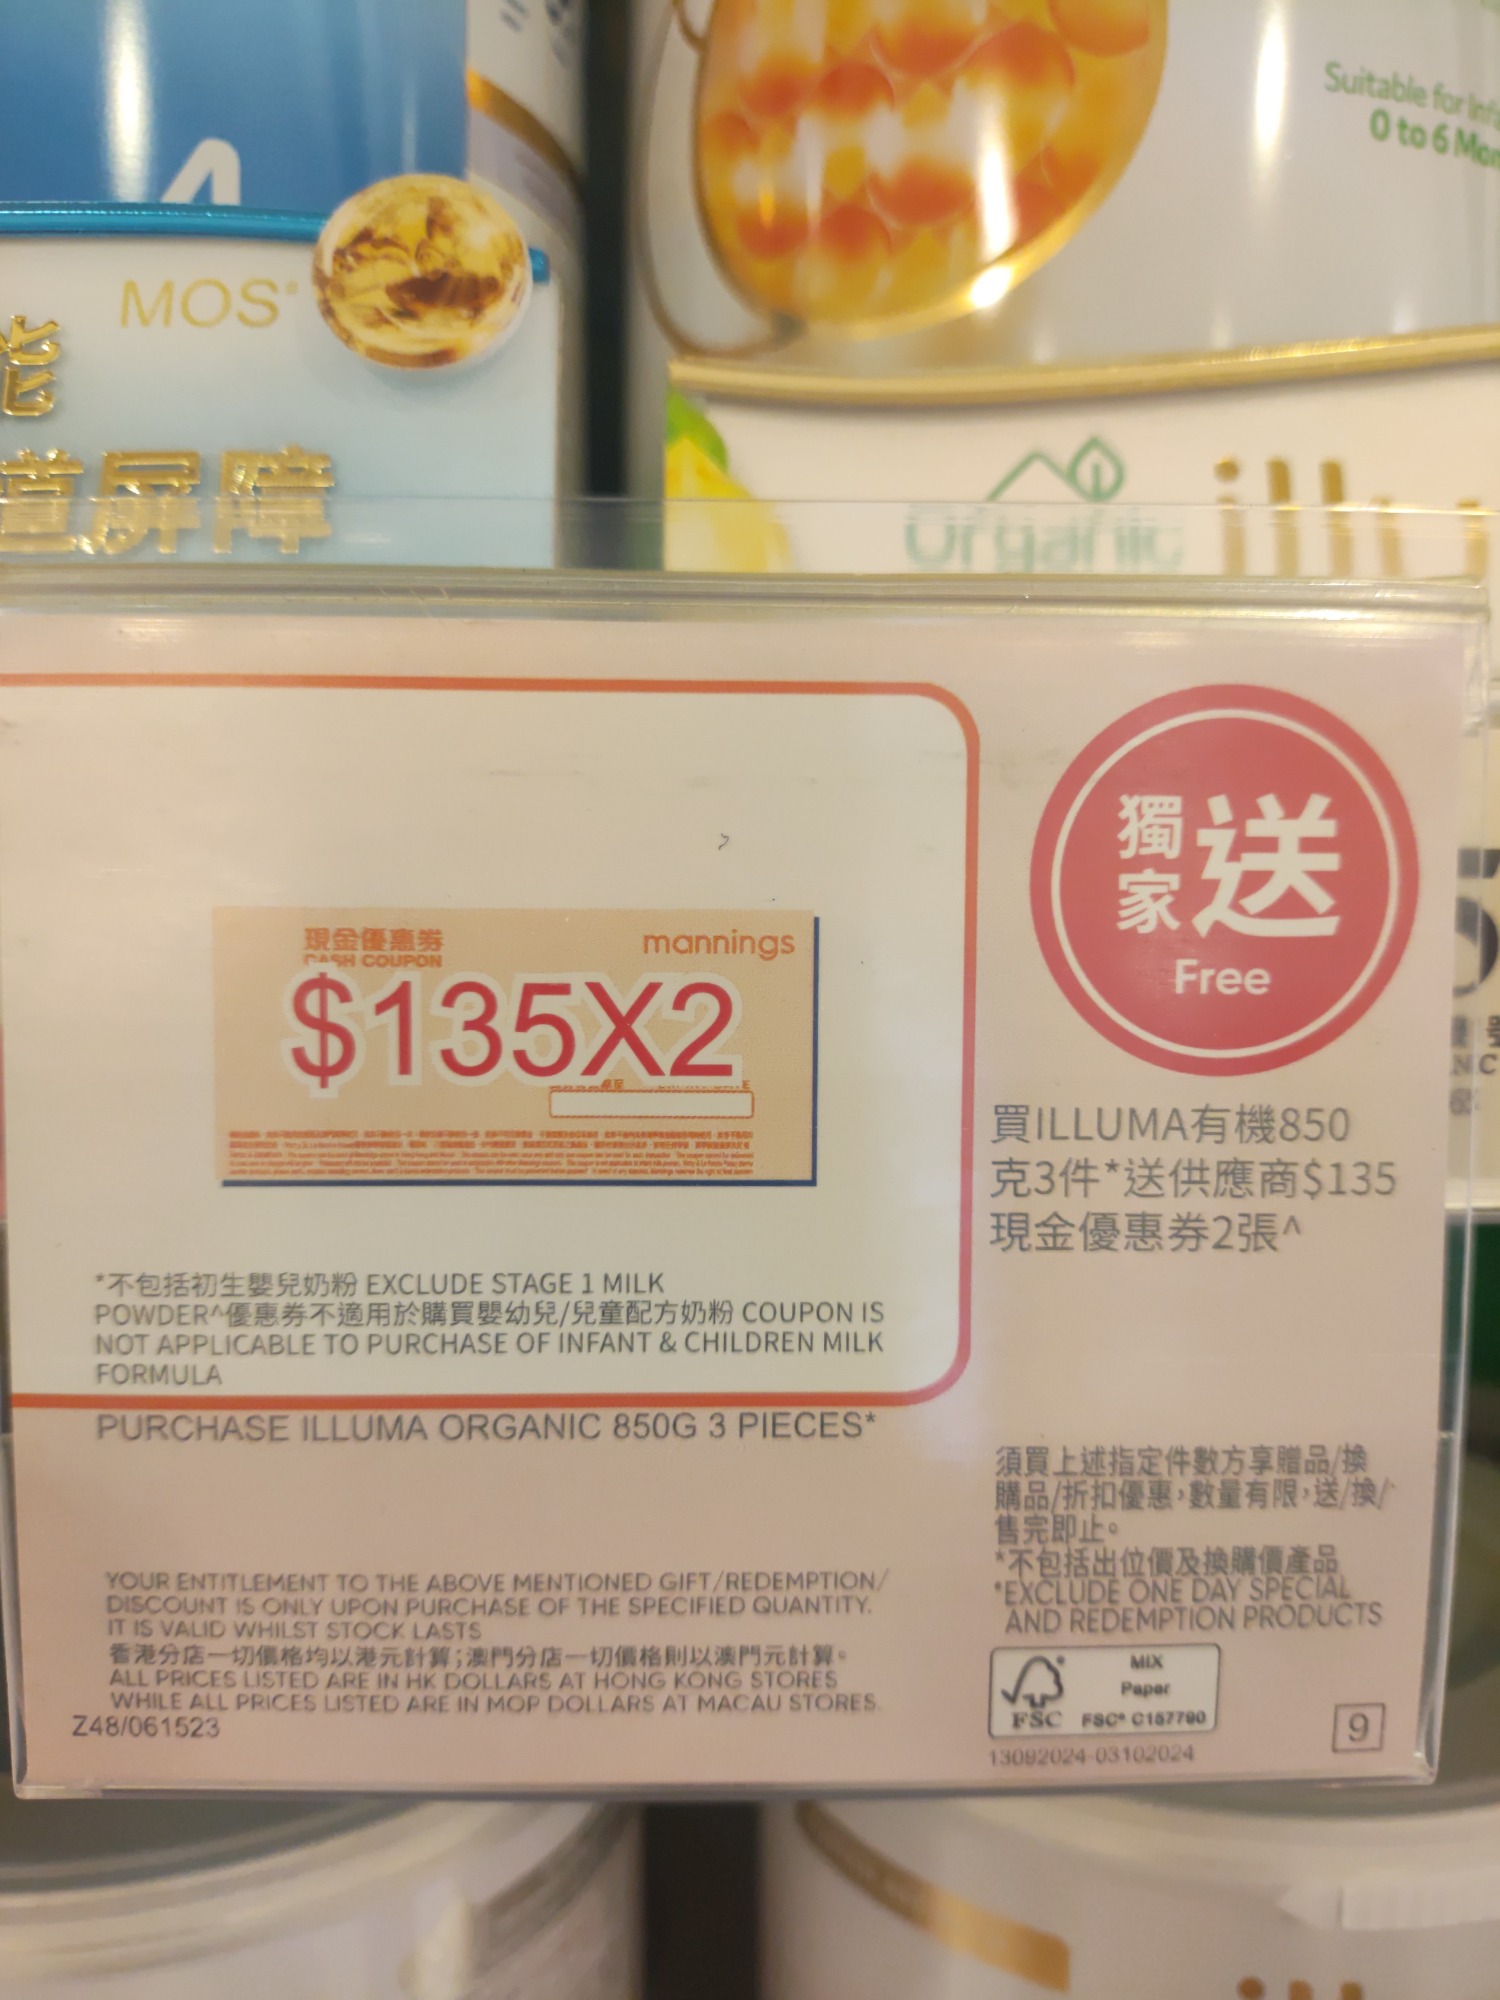 Suitable for
0 to 6
MOS
能
道屏障
Organic
mannings
現金優惠券
CASH COUPON
$135X2
獨家送
Free
買ILLUMA有機850
克3件*送供應商$135
現金優惠券2張^
*不包括初生嬰兒奶粉 EXCLUDE STAGE 1 MILK
POWDER^優惠券不適用於購買嬰幼兒/兒童配方奶粉 COUPON IS
NOT APPLICABLE TO PURCHASE OF INFANT & CHILDREN MILK
FORMULA
PURCHASE ILLUMA ORGANIC 850G 3 PIECES*
須買上述指定件數方享贈品/換
購品/折扣優惠,數量有限,送/換/
售完即止。
*不包括出位價及換購價產品
*EXCLUDE ONE DAY SPECIAL
AND REDEMPTION PRODUCTS
YOUR ENTITLEMENT TO THE ABOVE MENTIONED GIFT/REDEMPTION/
DISCOUNT IS ONLY UPON PURCHASE OF THE SPECIFIED QUANTITY.
IT IS VALID WHILST STOCK LASTS
香港分店一切價格均以港元計算;澳門分店一切價格則以澳門元計算。
ALL PRICES LISTED ARE IN HK DOLLARS AT HONG KONG STORES
WHILE ALL PRICES LISTED ARE IN MOP DOLLARS AT MACAU STORES.
Z48/061523
MIX
Paper
FSC FSC® C157790
9
13092024-03102024